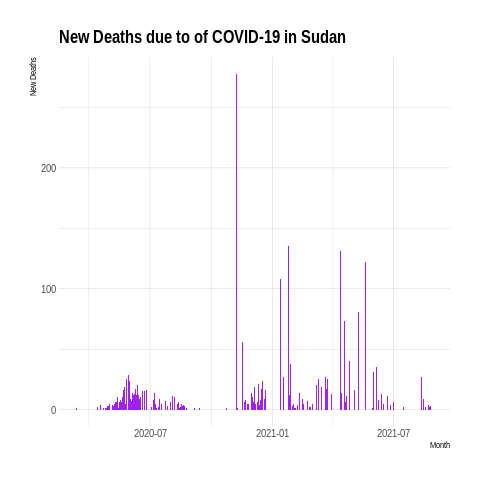 New Deaths due to of COVID-19 in Sudan
New Deaths
200
100
0
2020-07
2021-01
2021-07
Month